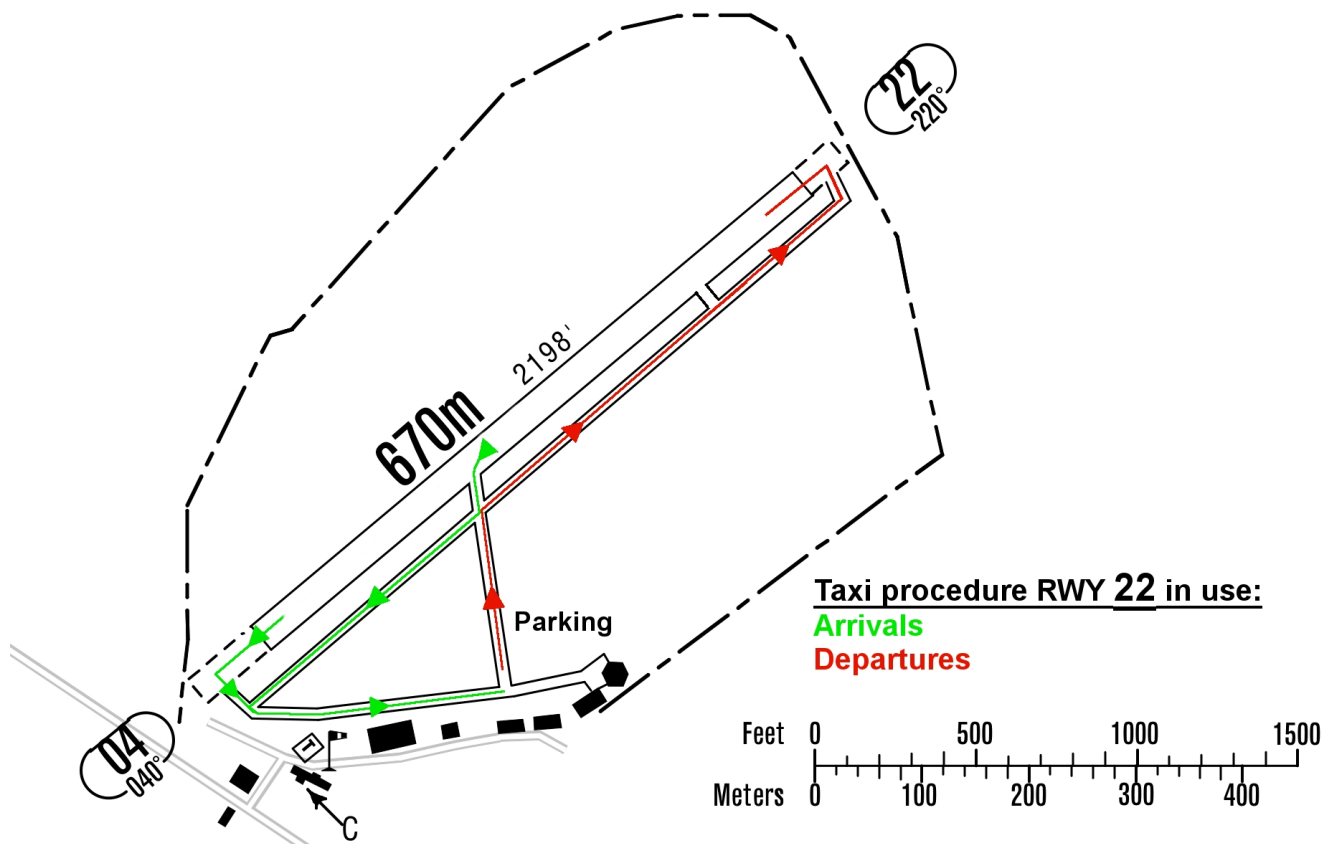 22
220°
2198'
670m
Parking
Taxi procedure RWY 22 in use:
Arrivals
Departures
04
040°
T
C
Feet 0 500 1000 1500
Meters 0 100 200 300 400